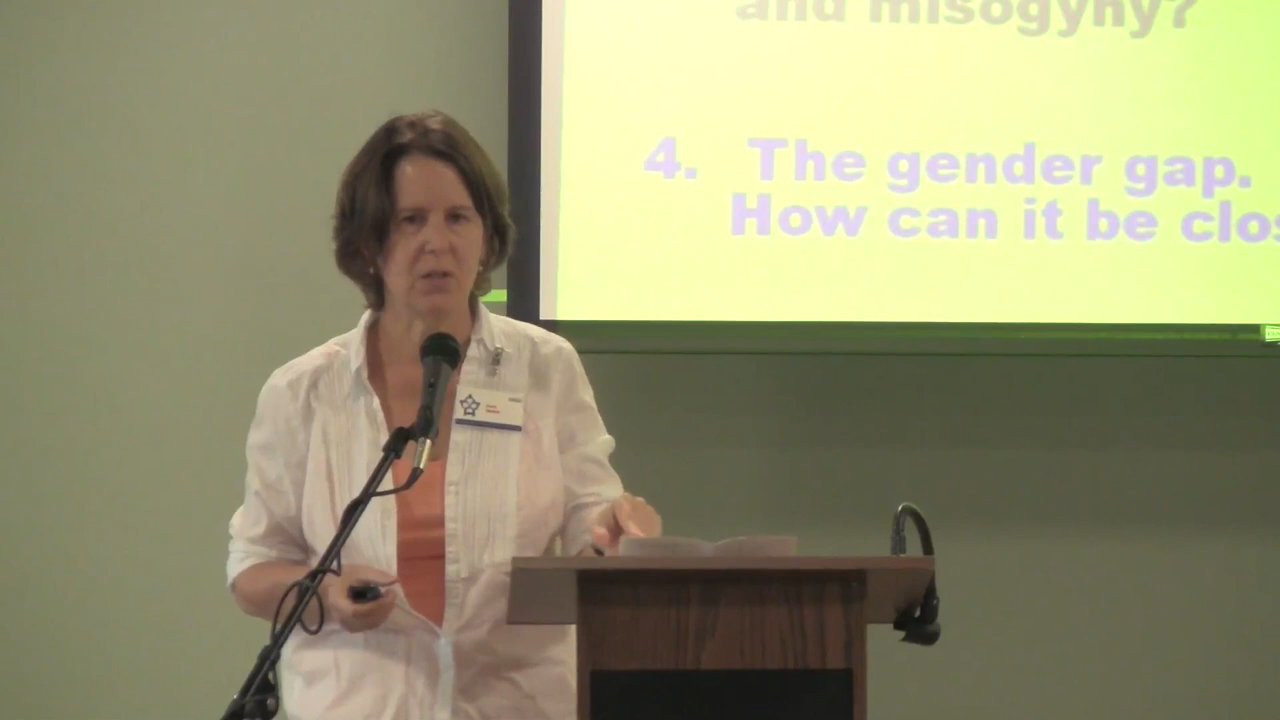 and misogyny?
4. The gender gap.
How can it be clos